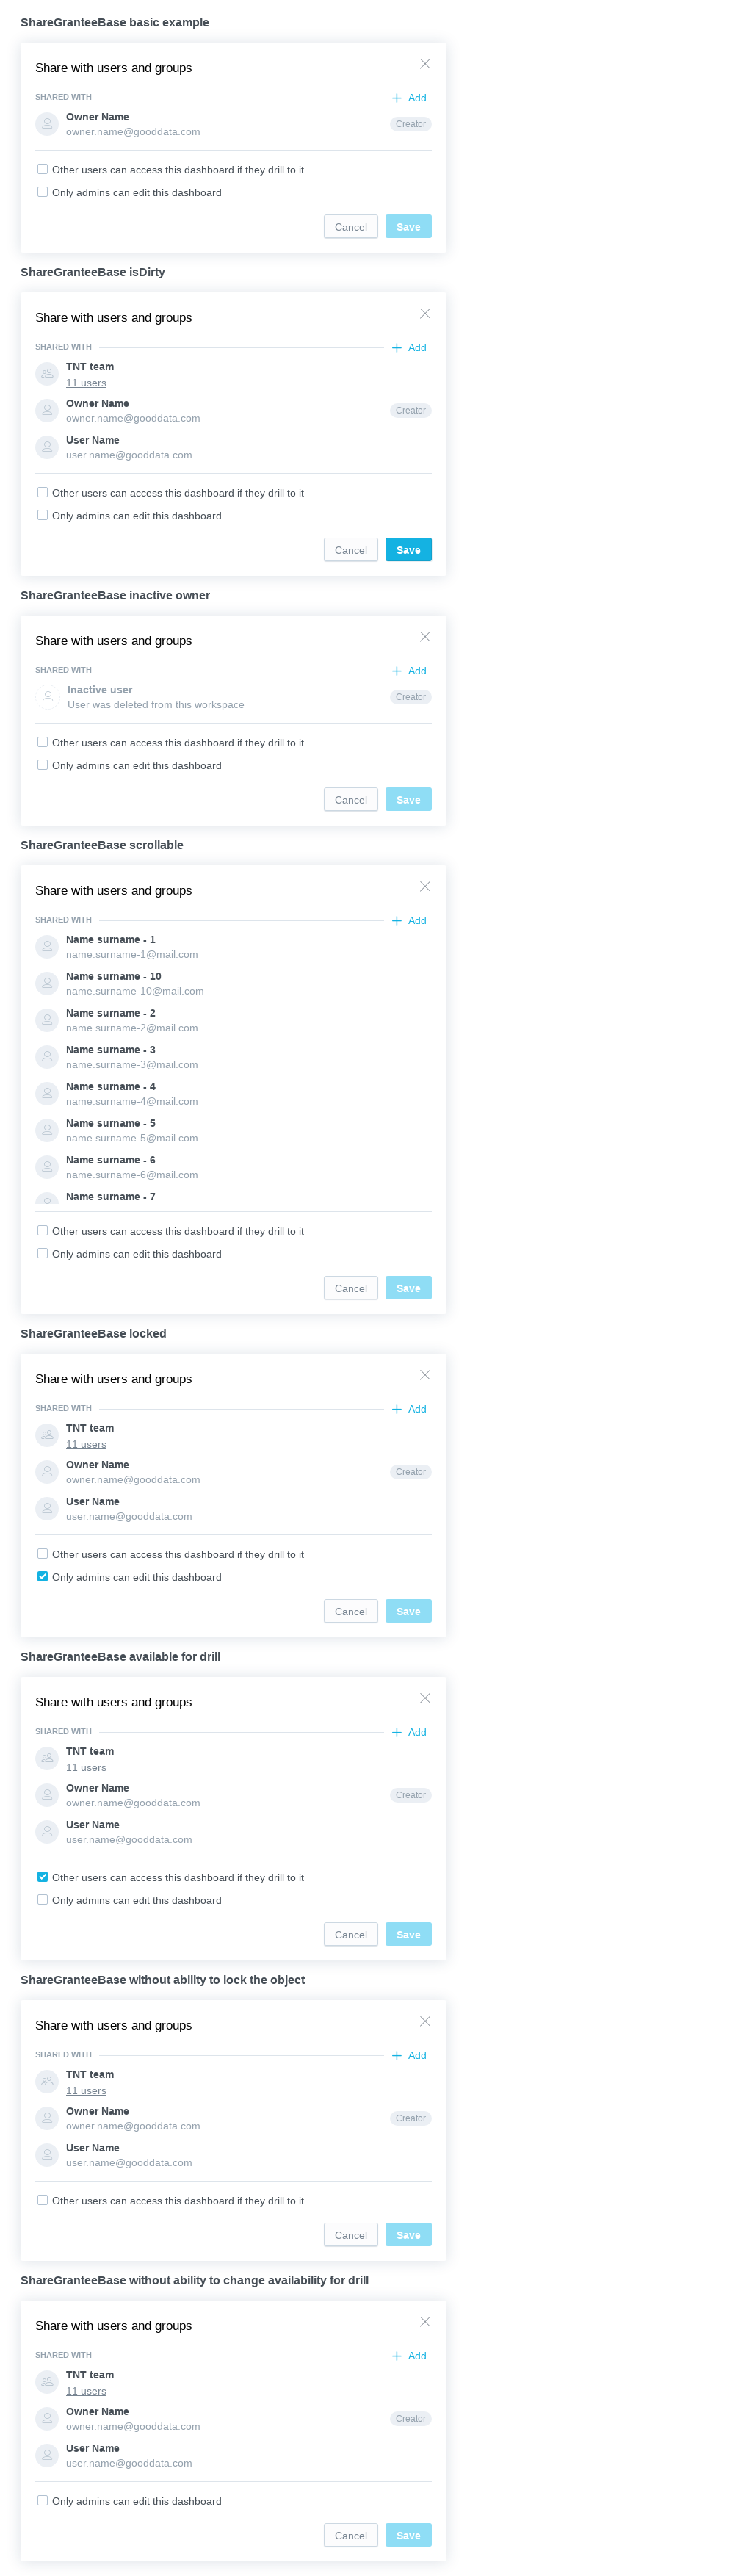 ShareGranteeBase basic example
Share with users and groups
SHARED WITH
Add
Owner Name
owner.name@gooddata.com
Creator
Other users can access this dashboard if they drill to it
Only admins can edit this dashboard
Cancel
Save
ShareGranteeBase isDirty
Share with users and groups
SHARED WITH
Add
TNT team
11 users
Owner Name
owner.name@gooddata.com
Creator
User Name
user.name@gooddata.com
Other users can access this dashboard if they drill to it
Only admins can edit this dashboard
Cancel
Save
ShareGranteeBase inactive owner
Share with users and groups
SHARED WITH
Add
Inactive user
User was deleted from this workspace
Creator
Other users can access this dashboard if they drill to it
Only admins can edit this dashboard
Cancel
Save
ShareGranteeBase scrollable
Share with users and groups
SHARED WITH
Add
Name surname - 1
name.surname-1@mail.com
Name surname - 10
name.surname-10@mail.com
Name surname - 2
name.surname-2@mail.com
Name surname - 3
name.surname-3@mail.com
Name surname - 4
name.surname-4@mail.com
Name surname - 5
name.surname-5@mail.com
Name surname - 6
name.surname-6@mail.com
Name surname - 7
Other users can access this dashboard if they drill to it
Only admins can edit this dashboard
Cancel
Save
ShareGranteeBase locked
Share with users and groups
SHARED WITH
Add
TNT team
11 users
Owner Name
owner.name@gooddata.com
Creator
User Name
user.name@gooddata.com
Other users can access this dashboard if they drill to it
Only admins can edit this dashboard
Cancel
Save
ShareGranteeBase available for drill
Share with users and groups
SHARED WITH
Add
TNT team
11 users
Owner Name
owner.name@gooddata.com
Creator
User Name
user.name@gooddata.com
Other users can access this dashboard if they drill to it
Only admins can edit this dashboard
Cancel
Save
ShareGranteeBase without ability to lock the object
Share with users and groups
SHARED WITH
Add
TNT team
11 users
Owner Name
owner.name@gooddata.com
Creator
User Name
user.name@gooddata.com
Other users can access this dashboard if they drill to it
Cancel
Save
ShareGranteeBase without ability to change availability for drill
Share with users and groups
SHARED WITH
Add
TNT team
11 users
Owner Name
owner.name@gooddata.com
Creator
User Name
user.name@gooddata.com
Only admins can edit this dashboard
Cancel
Save